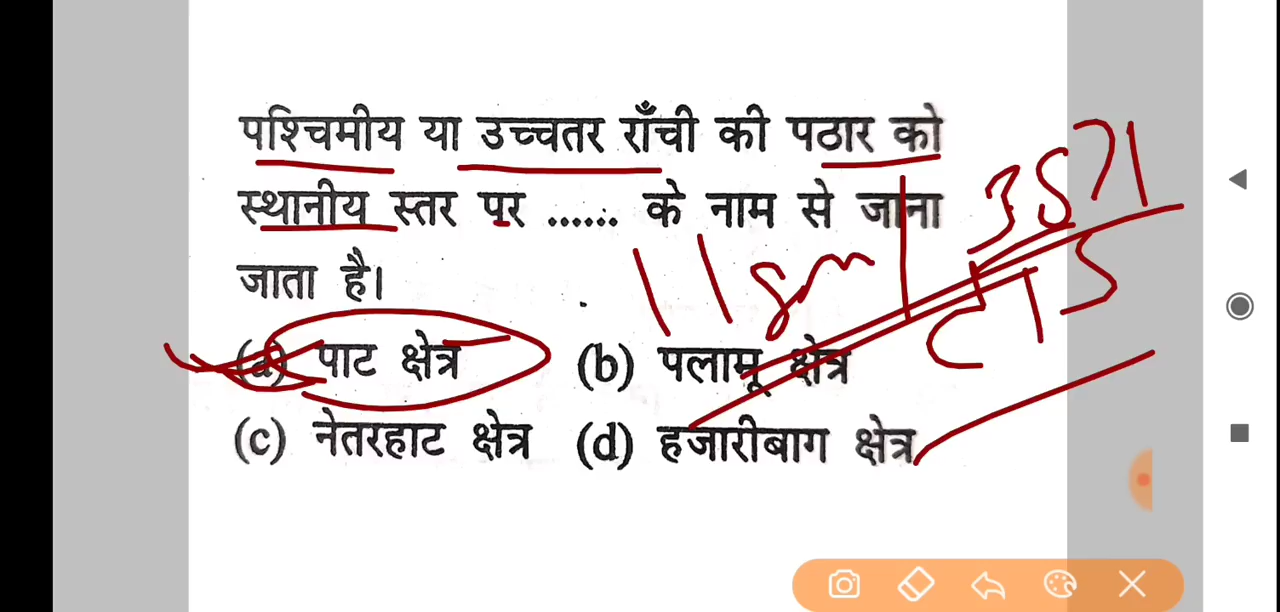 पश्चिमीय या उच्चतर राँची की पठार को
स्थानीय स्तर पर ...... के नाम से जाना
जाता है।
(a) पाट क्षेत्र (b) पलामू क्षेत्र
(c) नेतरहाट क्षेत्र (d) हजारीबाग क्षेत्र